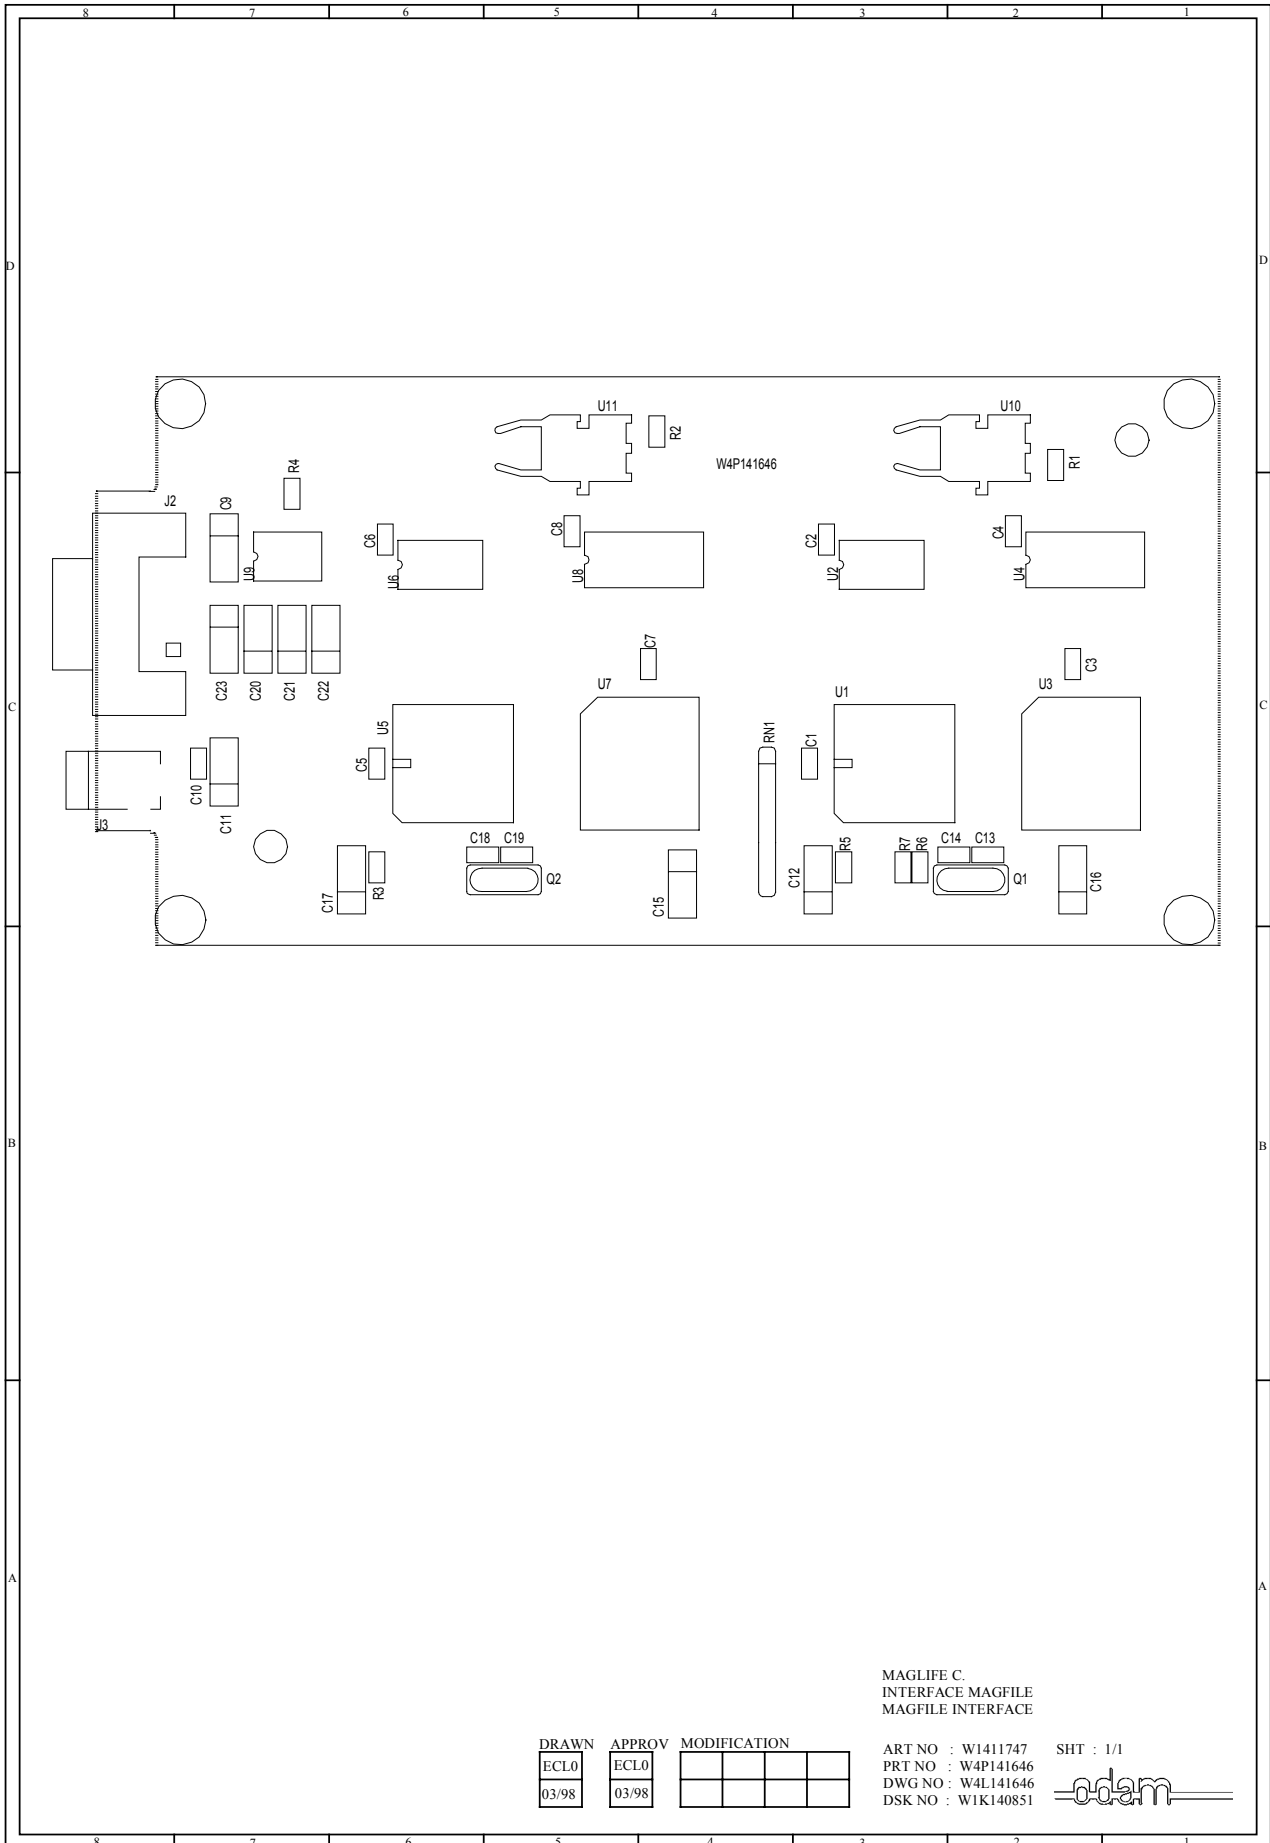 8 7 6 5 4 3 2 1
D D
U11 U10
R2 R1
W4P141646
R4
J2 C9
C6 C8 C2 C4
U9 U6 U8 U2 U4
C7 C3
C23 C20 C21 C22
C C
U7 U1 U3
U5 RN1 C1
C5
C10 C11
J3
C18 C19 R5 R7 R6 C14 C13
C17 R3 Q2 C15 C12 Q1 C16
B B
A A
MAGLIFE C.
INTERFACE MAGFILE
MAGFILE INTERFACE
DRAWN APPROV MODIFICATION
ECL0 ECL0
03/98 03/98
ART NO : W1411747 SHT : 1/1
PRT NO : W4P141646
DWG NO : W4L141646
DSK NO : W1K140851
odam
8 7 6 5 4 3 2 1